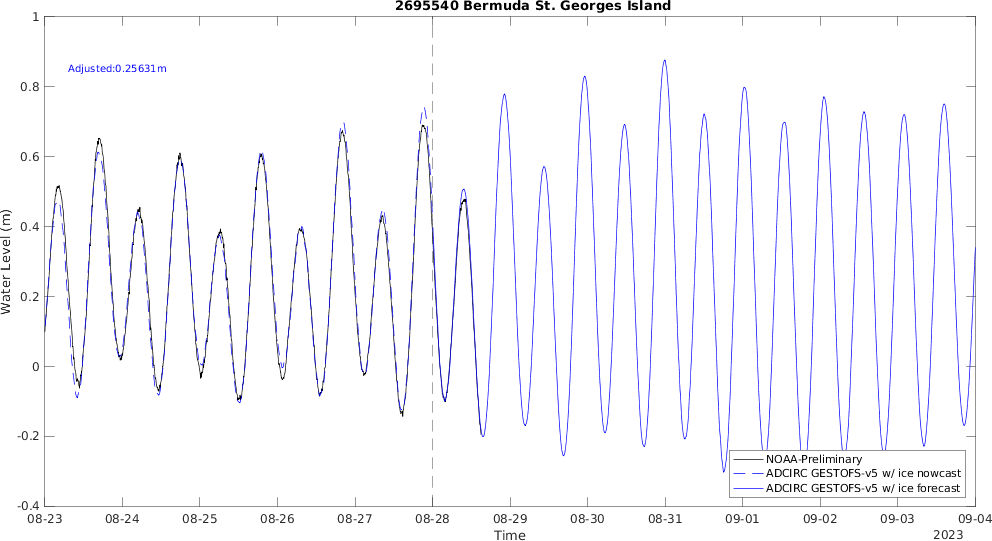 2695540 Bermuda St. Georges Island
Adjusted:0.25631m
Water Level (m)
1
0.8
0.6
0.4
0.2
0
-0.2
-0.4
NOAA-Preliminary
ADCIRC GESTOFS-v5 w/ ice nowcast
ADCIRC GESTOFS-v5 w/ ice forecast
08-23 08-24 08-25 08-26 08-27 08-28 08-29 08-30 08-31 09-01 09-02 09-03 09-04
Time
2023